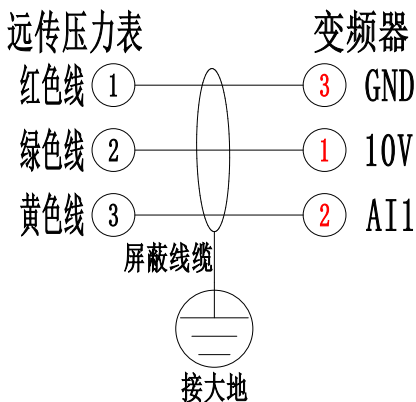 远传压力表 变频器
红色线 1 3 GND
绿色线 2 1 10V
黄色线 3 2 AI1
屏蔽线缆
接大地